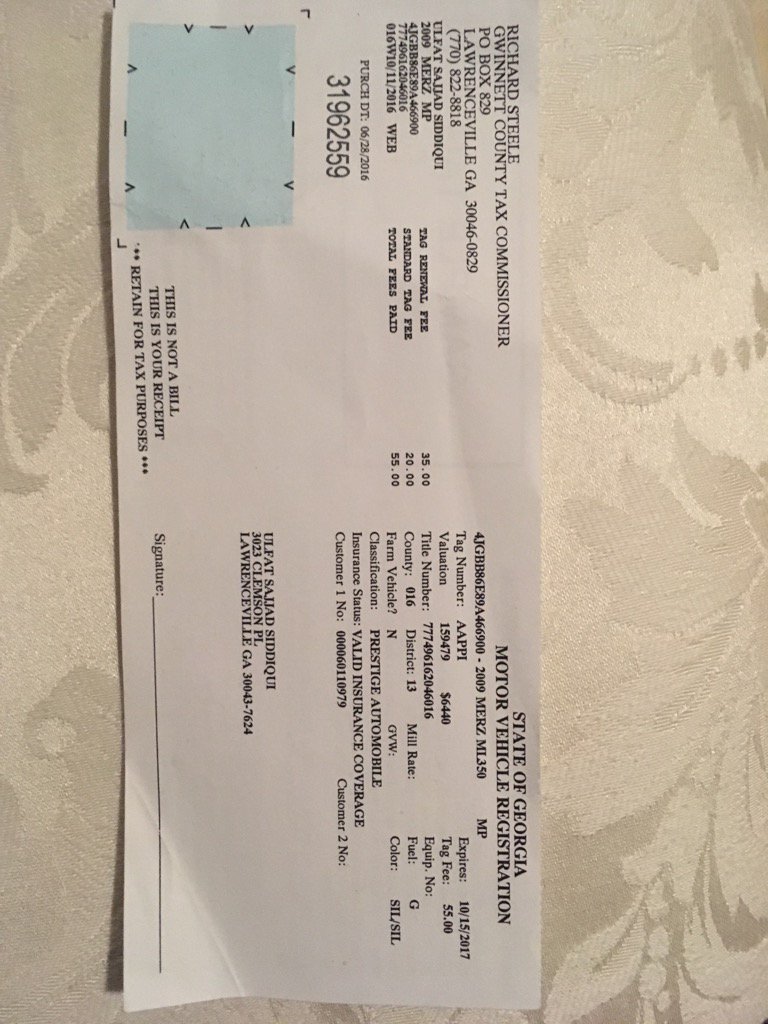 RICHARD STEELE
GWINNETT COUNTY TAX COMMISSIONER
PO BOX 829
LAWRENCEVILLE GA 30046-0829
(770) 822-8818
ULFAT SAJJAD SIDDIQUI
2009 MERZ MP
4JGBB86E89A466900
777496162046016
016W10/11/2016 WEB
TAG RENEWAL FEE 35.00
STANDARD TAG FEE 20.00
TOTAL FEES PAID 55.00
PURCH DT: 06/28/2016
31962559
THIS IS NOT A BILL
THIS IS YOUR RECEIPT
*** RETAIN FOR TAX PURPOSES ***
STATE OF GEORGIA
MOTOR VEHICLE REGISTRATION
4JGBB86E89A466900 - 2009 MERZ ML350 MP
Tag Number: AAPPI Expires: 10/15/2017
Valuation 159479 $6440 Tag Fee: 55.00
Title Number: 777496162046016 Equip. No:
County: 016 District: 13 Mill Rate: Fuel: G
Farm Vehicle? N GVW: Color: SIL/SIL
Classification: PRESTIGE AUTOMOBILE
Insurance Status: VALID INSURANCE COVERAGE
Customer 1 No: 000060110979 Customer 2 No:
ULFAT SAJJAD SIDDIQUI
3023 CLEMSON PL
LAWRENCEVILLE GA 30043-7624
Signature: